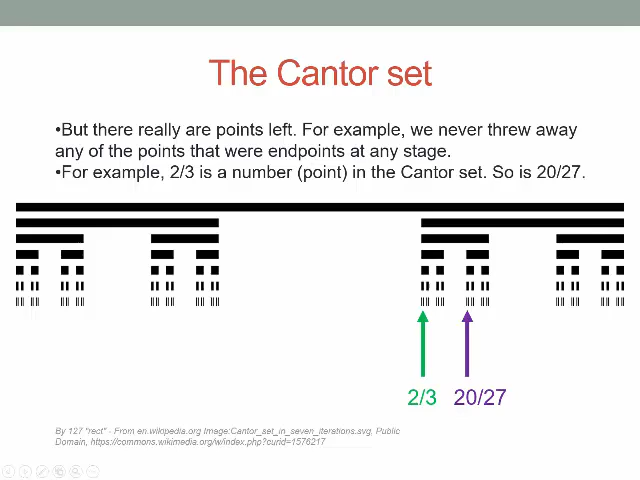 The Cantor set
•But there really are points left. For example, we never threw away
any of the points that were endpoints at any stage.
•For example, 2/3 is a number (point) in the Cantor set. So is 20/27.
2/3 20/27
By 127 "rect" - From en.wikipedia.org Image:Cantor_set_in_seven_iterations.svg, Public
Domain, https://commons.wikimedia.org/w/index.php?curid=1576217